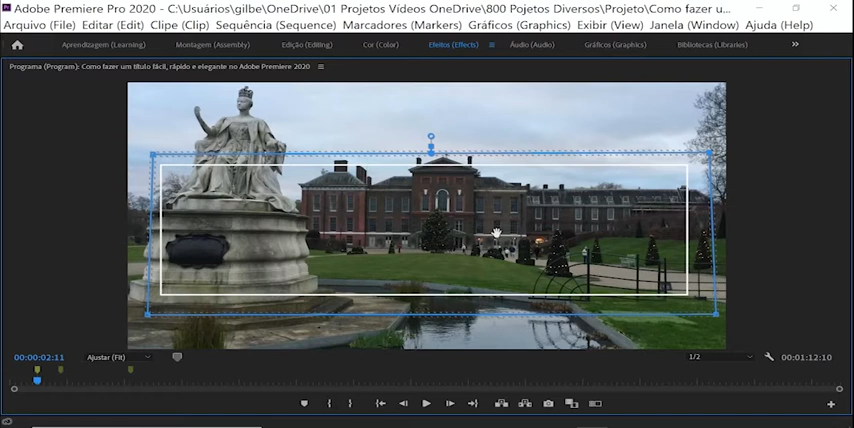 Adobe Premiere Pro 2020 - C:\Usuários\gilbe\OneDrive\01 Projetos Vídeos OneDrive\800 Pojetos Diversos\Projeto\Como fazer u...
Arquivo (File) Editar (Edit) Clipe (Clip) Sequência (Sequence) Marcadores (Markers) Gráficos (Graphics) Exibir (View) Janela (Window) Ajuda (Help)
Aprendizagem (Learning) Montagem (Assembly) Edição (Editing) Cor (Color) Efeitos (Effects) Áudio (Audio) Gráficos (Graphics) Bibliotecas (Libraries)
Programa (Program): Como fazer um título fácil, rápido e elegante no Adobe Premiere 2020
00:00:02:11 Ajustar (Fit) 1/2 00:01:12:10